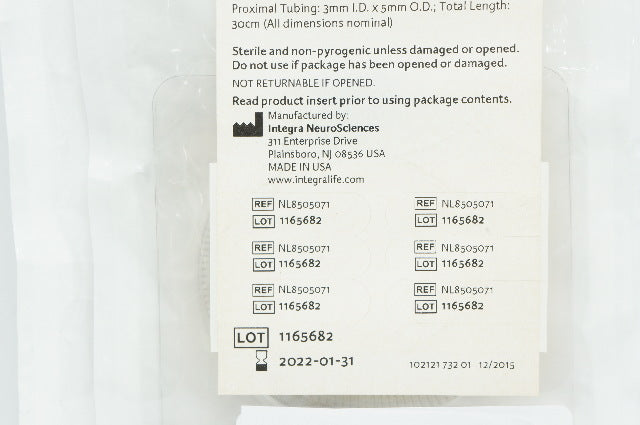 Proximal Tubing: 3mm I.D. x 5mm O.D.; Total Length:
30cm (All dimensions nominal)
Sterile and non-pyrogenic unless damaged or opened.
Do not use if package has been opened or damaged.
NOT RETURNABLE IF OPENED.
Read product insert prior to using package contents.
Manufactured by:
Integra NeuroSciences
311 Enterprise Drive
Plainsboro, NJ 08536 USA
MADE IN USA
www.integralife.com
REF NL8505071 REF NL8505071
LOT 1165682 LOT 1165682
REF NL8505071 REF NL8505071
LOT 1165682 LOT 1165682
REF NL8505071 REF NL8505071
LOT 1165682 LOT 1165682
LOT 1165682
2022-01-31 102121 732 01 12/2015